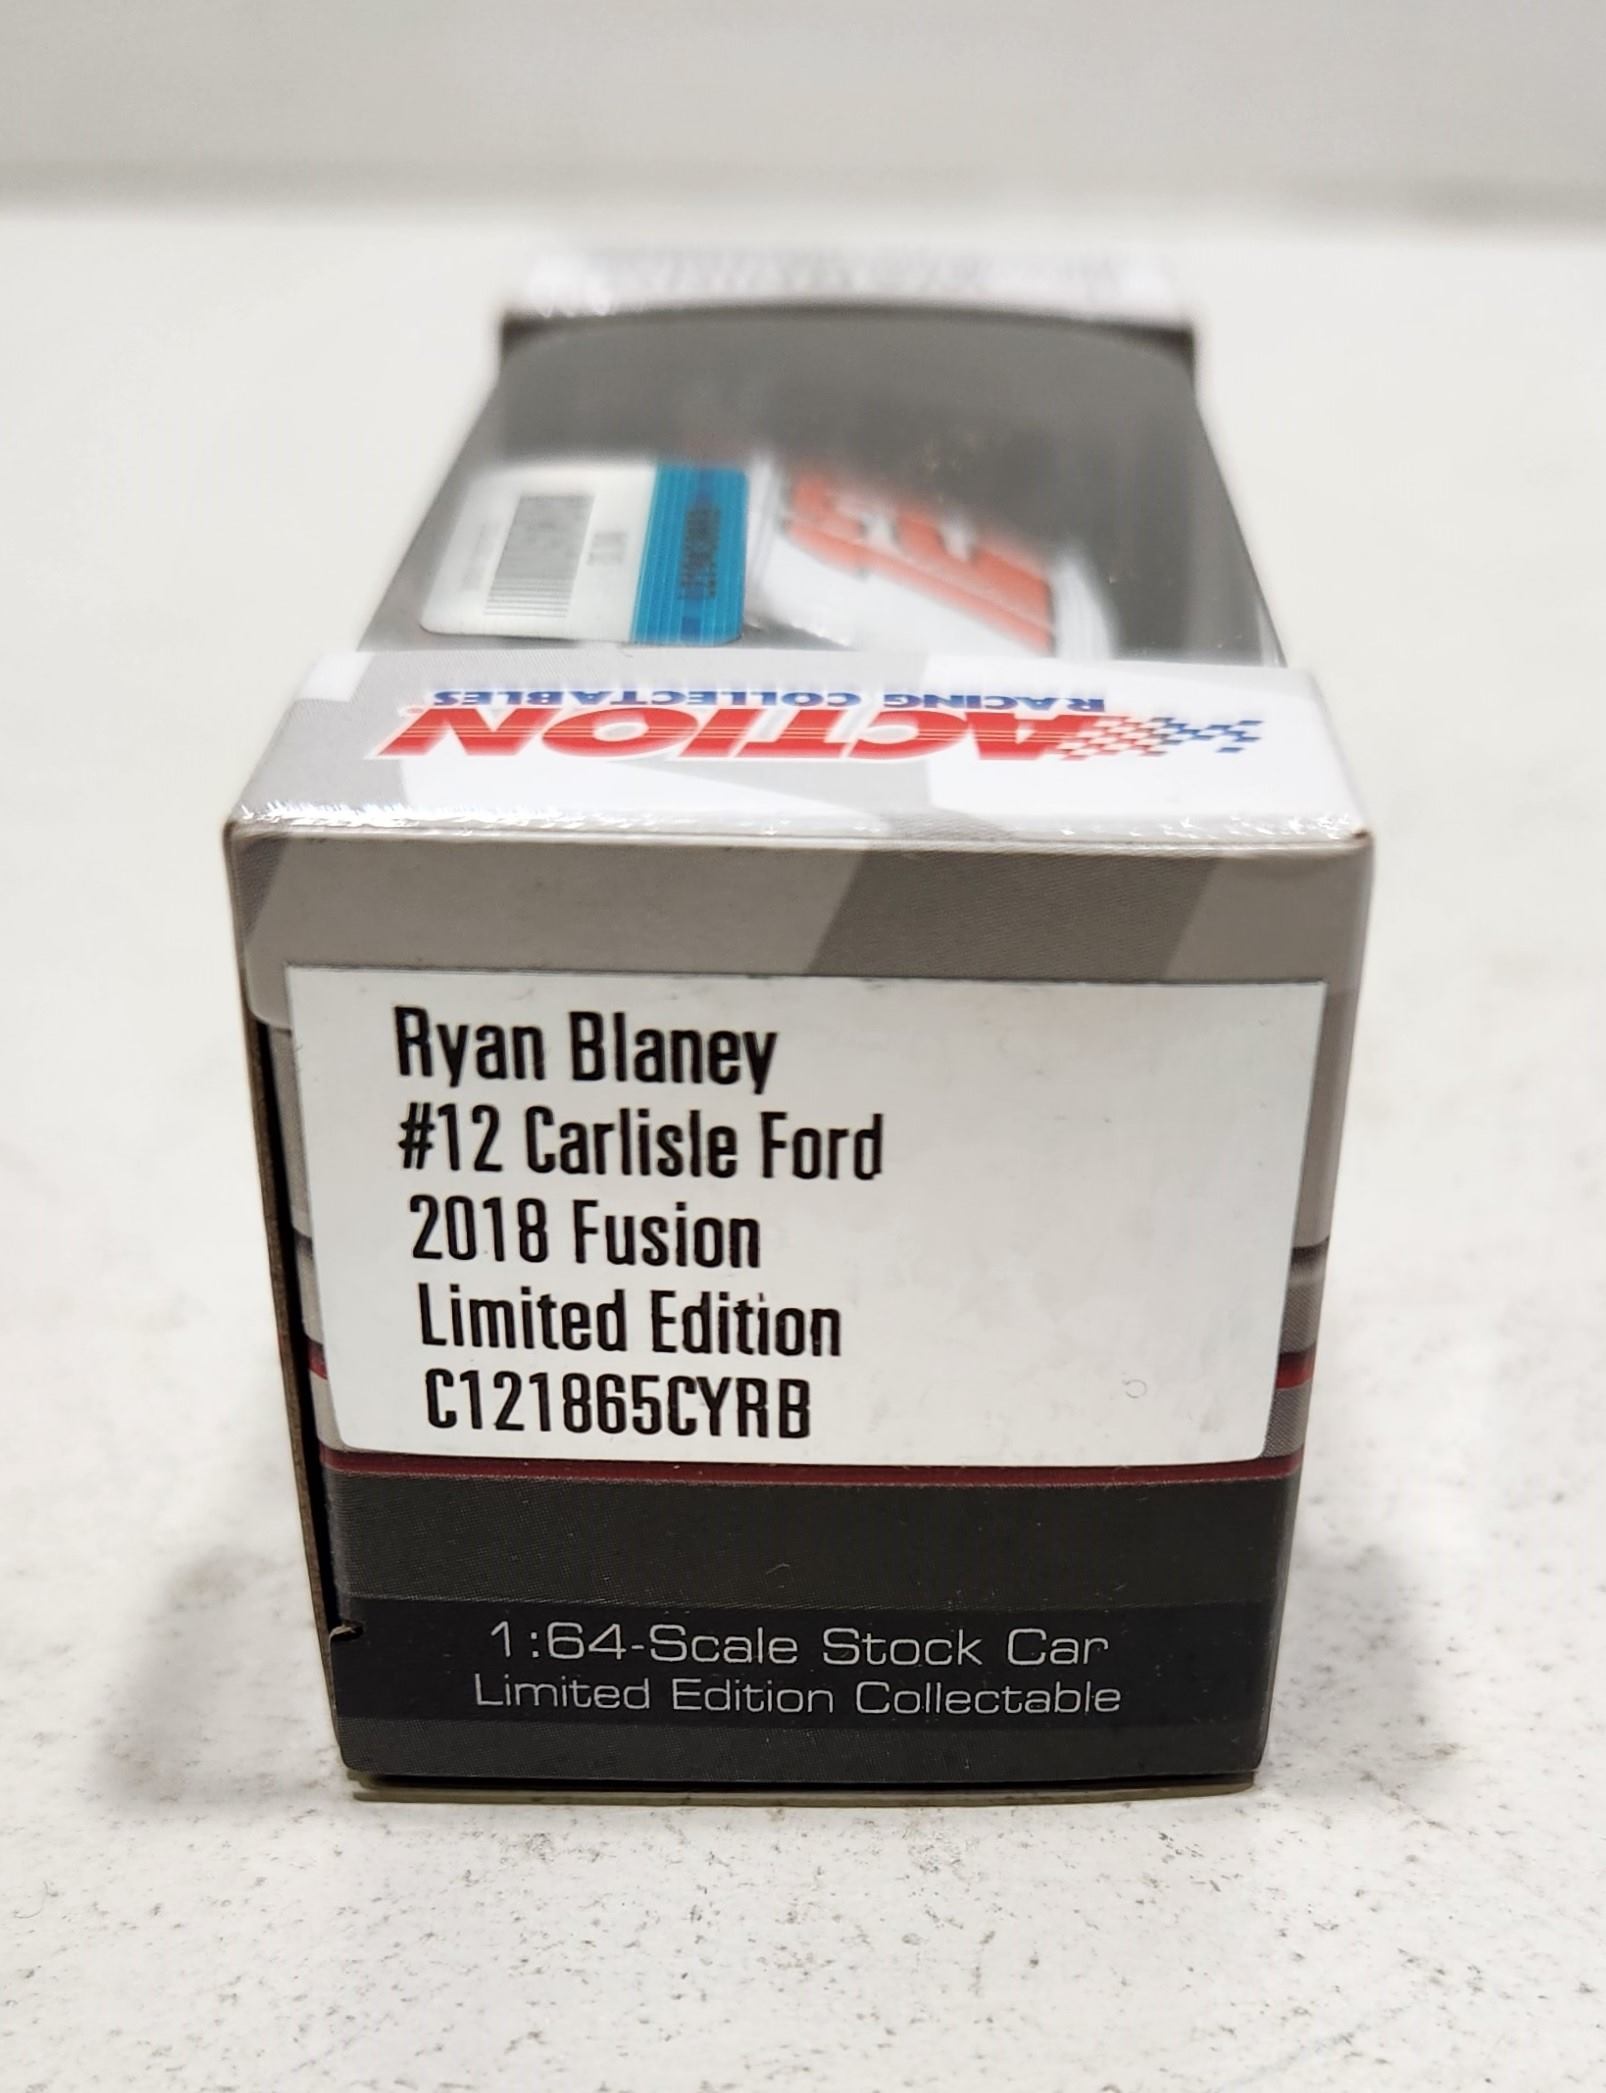 ACTION
RACING COLLECTABLES
Ryan Blaney
#12 Carlisle Ford
2018 Fusion
Limited Edition
C121865CYRB
1:64-Scale Stock Car
Limited Edition Collectable